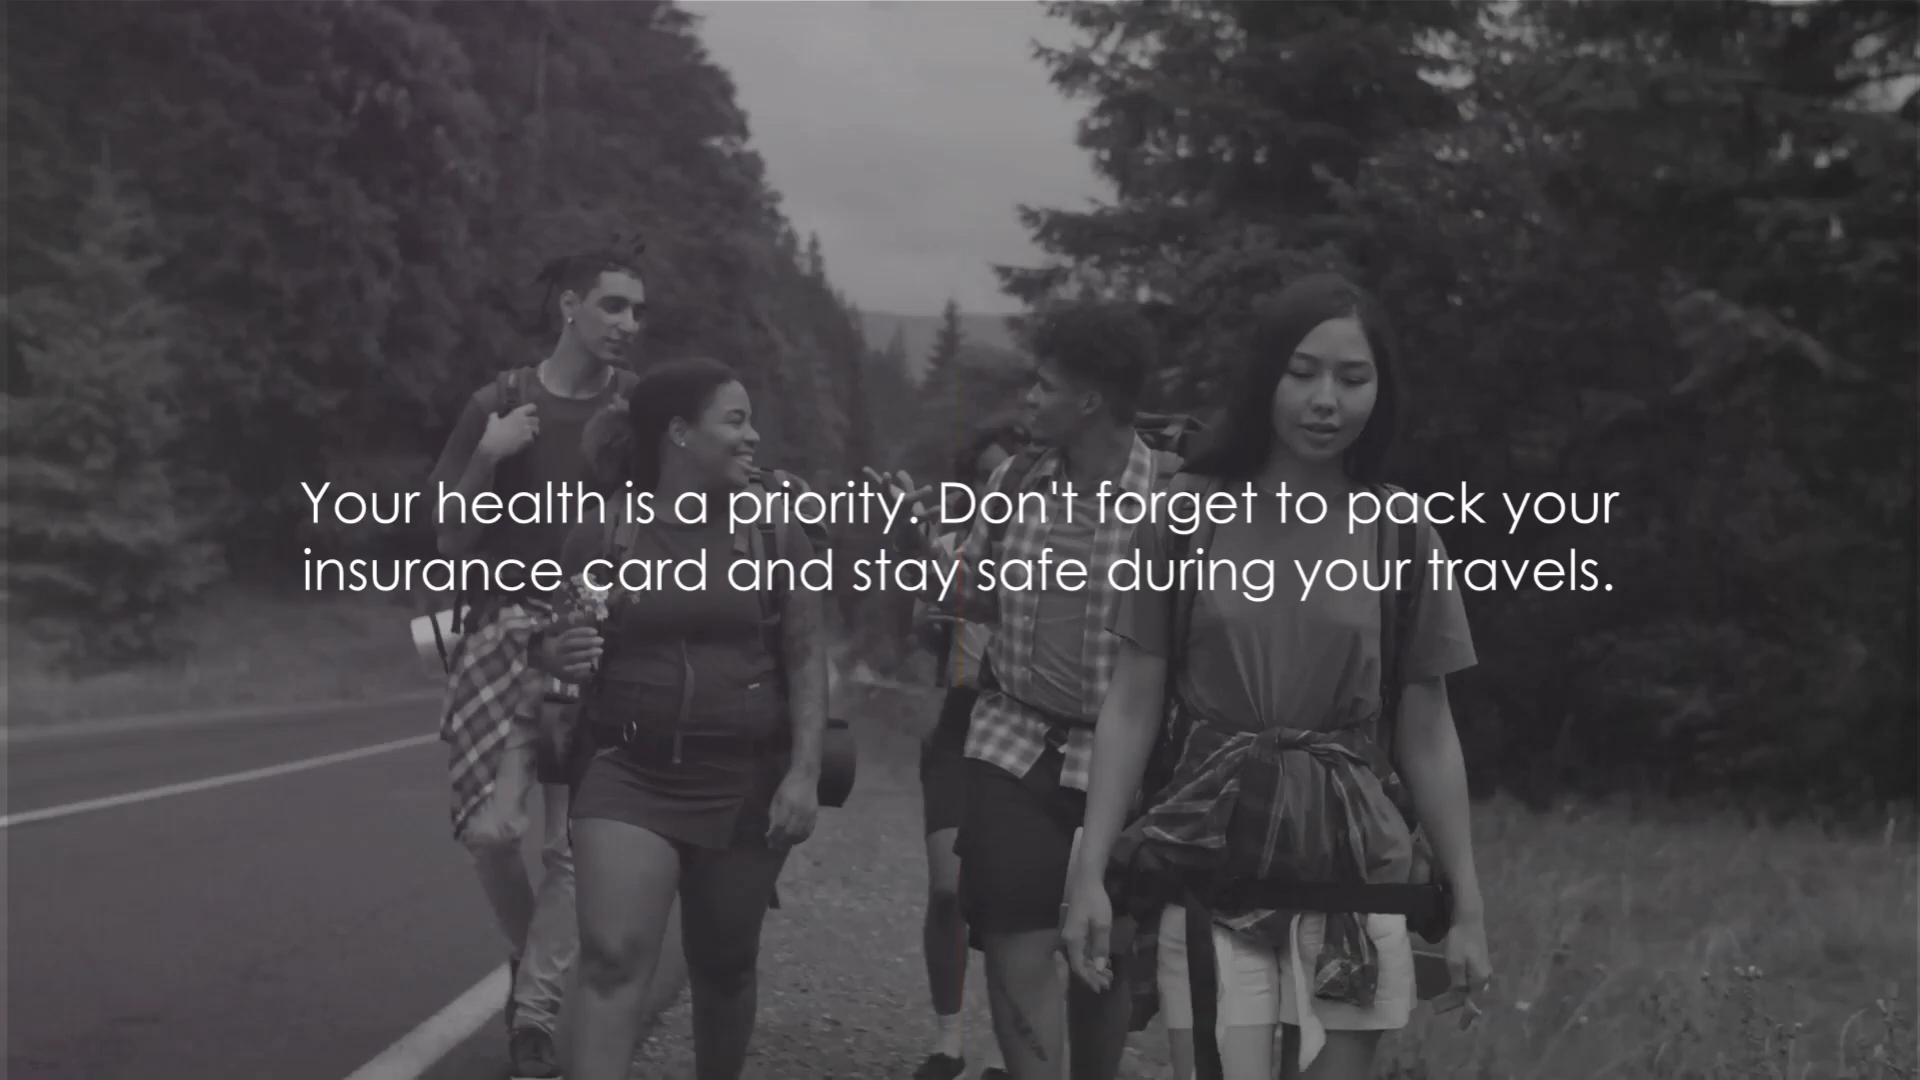 Your health is a priority. Don't forget to pack your
insurance card and stay safe during your travels.